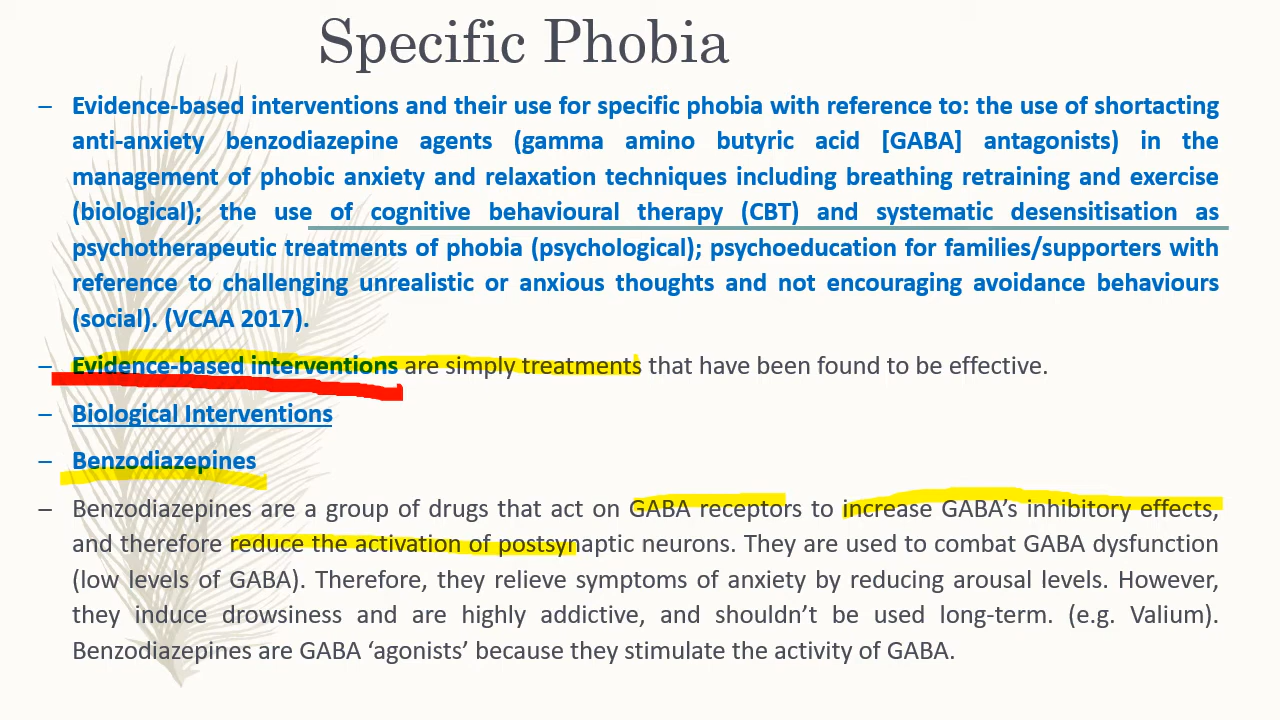 Specific Phobia
– Evidence-based interventions and their use for specific phobia with reference to: the use of shortacting
anti-anxiety benzodiazepine agents (gamma amino butyric acid [GABA] antagonists) in the
management of phobic anxiety and relaxation techniques including breathing retraining and exercise
(biological); the use of cognitive behavioural therapy (CBT) and systematic desensitisation as
psychotherapeutic treatments of phobia (psychological); psychoeducation for families/supporters with
reference to challenging unrealistic or anxious thoughts and not encouraging avoidance behaviours
(social). (VCAA 2017).
– Evidence-based interventions are simply treatments that have been found to be effective.
– Biological Interventions
– Benzodiazepines
– Benzodiazepines are a group of drugs that act on GABA receptors to increase GABA’s inhibitory effects,
and therefore reduce the activation of postsynaptic neurons. They are used to combat GABA dysfunction
(low levels of GABA). Therefore, they relieve symptoms of anxiety by reducing arousal levels. However,
they induce drowsiness and are highly addictive, and shouldn’t be used long-term. (e.g. Valium).
Benzodiazepines are GABA ‘agonists’ because they stimulate the activity of GABA.